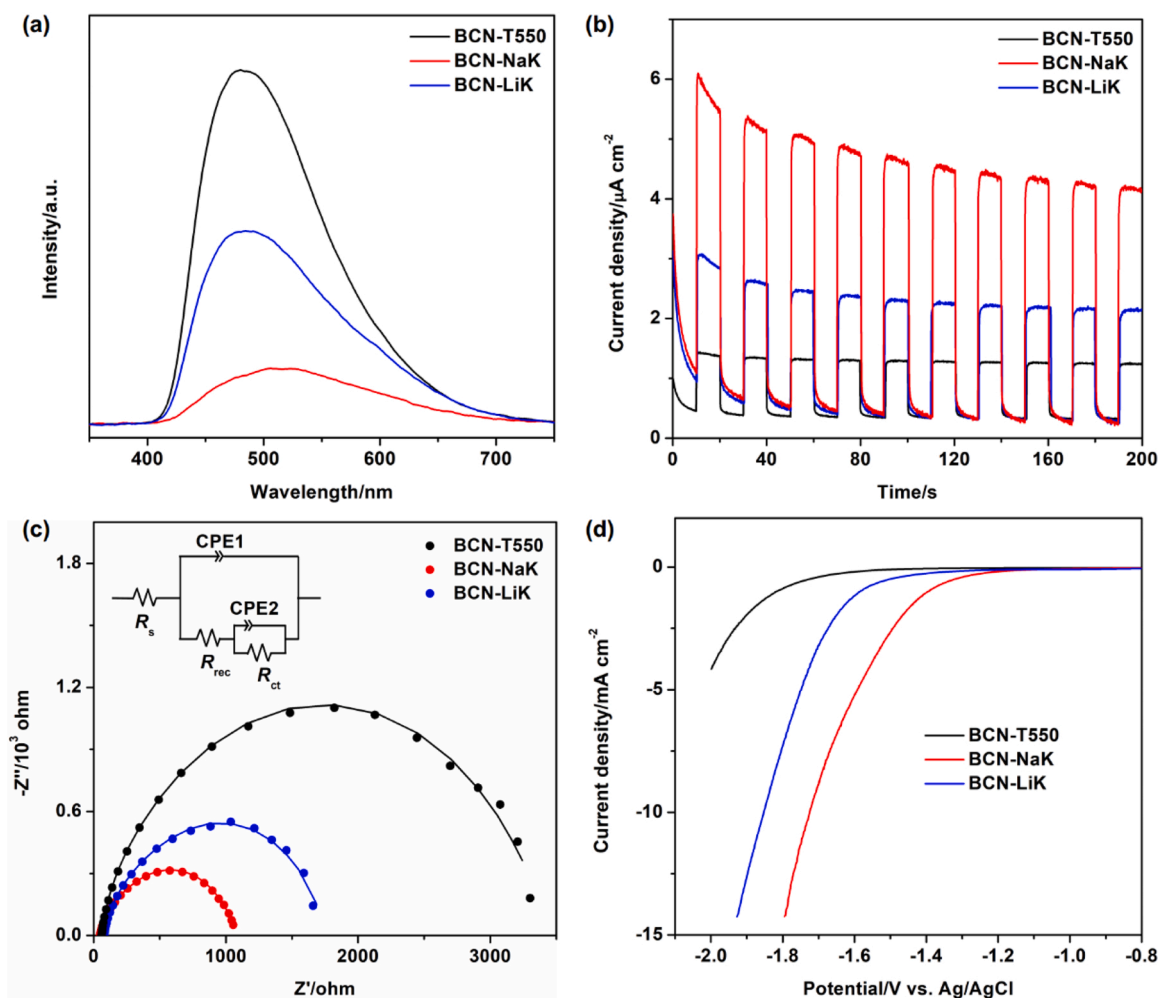 (a)
BCN-T550
BCN-NaK
BCN-LiK
Intensity/a.u.
400
500
600
700
Wavelength/nm
(b)
BCN-T550
BCN-NaK
BCN-LiK
Current density/µA cm-2
6
4
2
0
0
40
80
120
160
200
Time/s
(c)
CPE1
CPE2
Rs
Rrec
Rct
BCN-T550
BCN-NaK
BCN-LiK
-Z''/10³ ohm
1.8
1.2
0.6
0.0
0
1000
2000
3000
Z'/ohm
(d)
BCN-T550
BCN-NaK
BCN-LiK
Current density/mA cm-2
0
-5
-10
-15
-2.0
-1.8
-1.6
-1.4
-1.2
-1.0
-0.8
Potential/V vs. Ag/AgCl